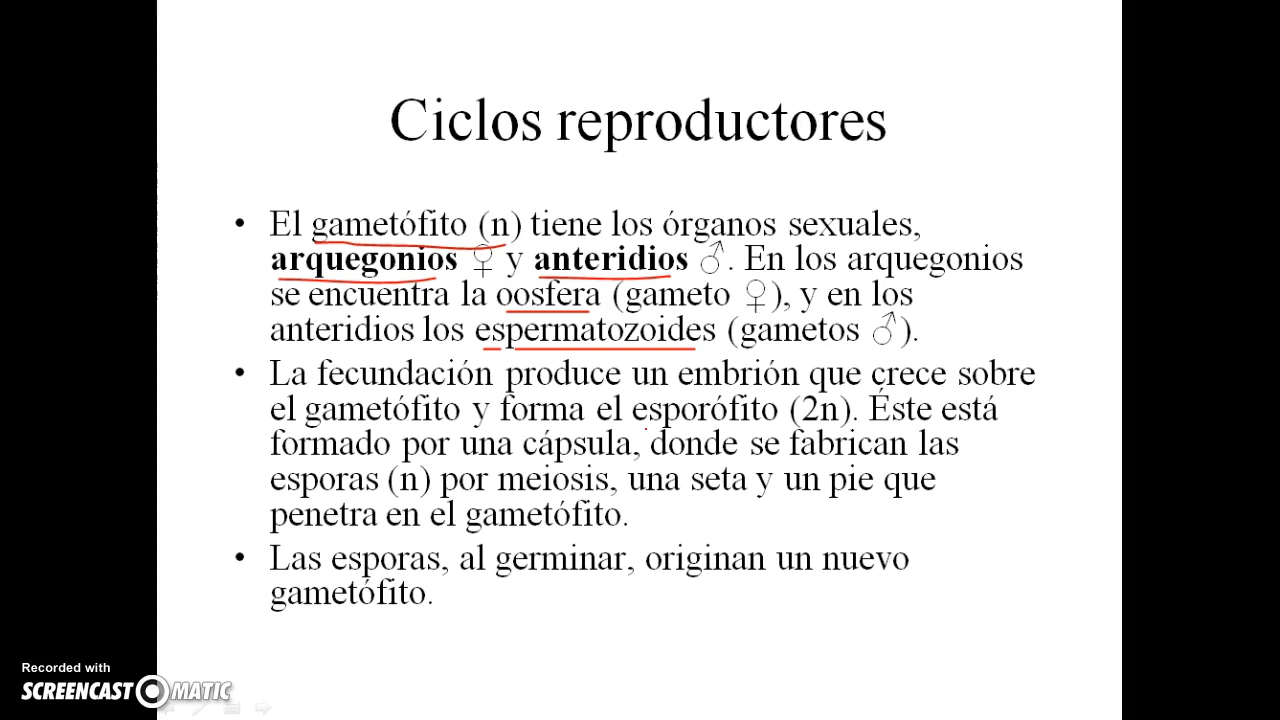 Ciclos reproductores
• El gametófito (n) tiene los órganos sexuales,
arquegonios ♀ y anteridios ♂. En los arquegonios
se encuentra la oosfera (gameto ♀), y en los
anteridios los espermatozoides (gametos ♂).
• La fecundación produce un embrión que crece sobre
el gametófito y forma el esporófito (2n). Éste está
formado por una cápsula, donde se fabrican las
esporas (n) por meiosis, una seta y un pie que
penetra en el gametófito.
• Las esporas, al germinar, originan un nuevo
gametófito.
Recorded with
SCREENCAST O MATIC